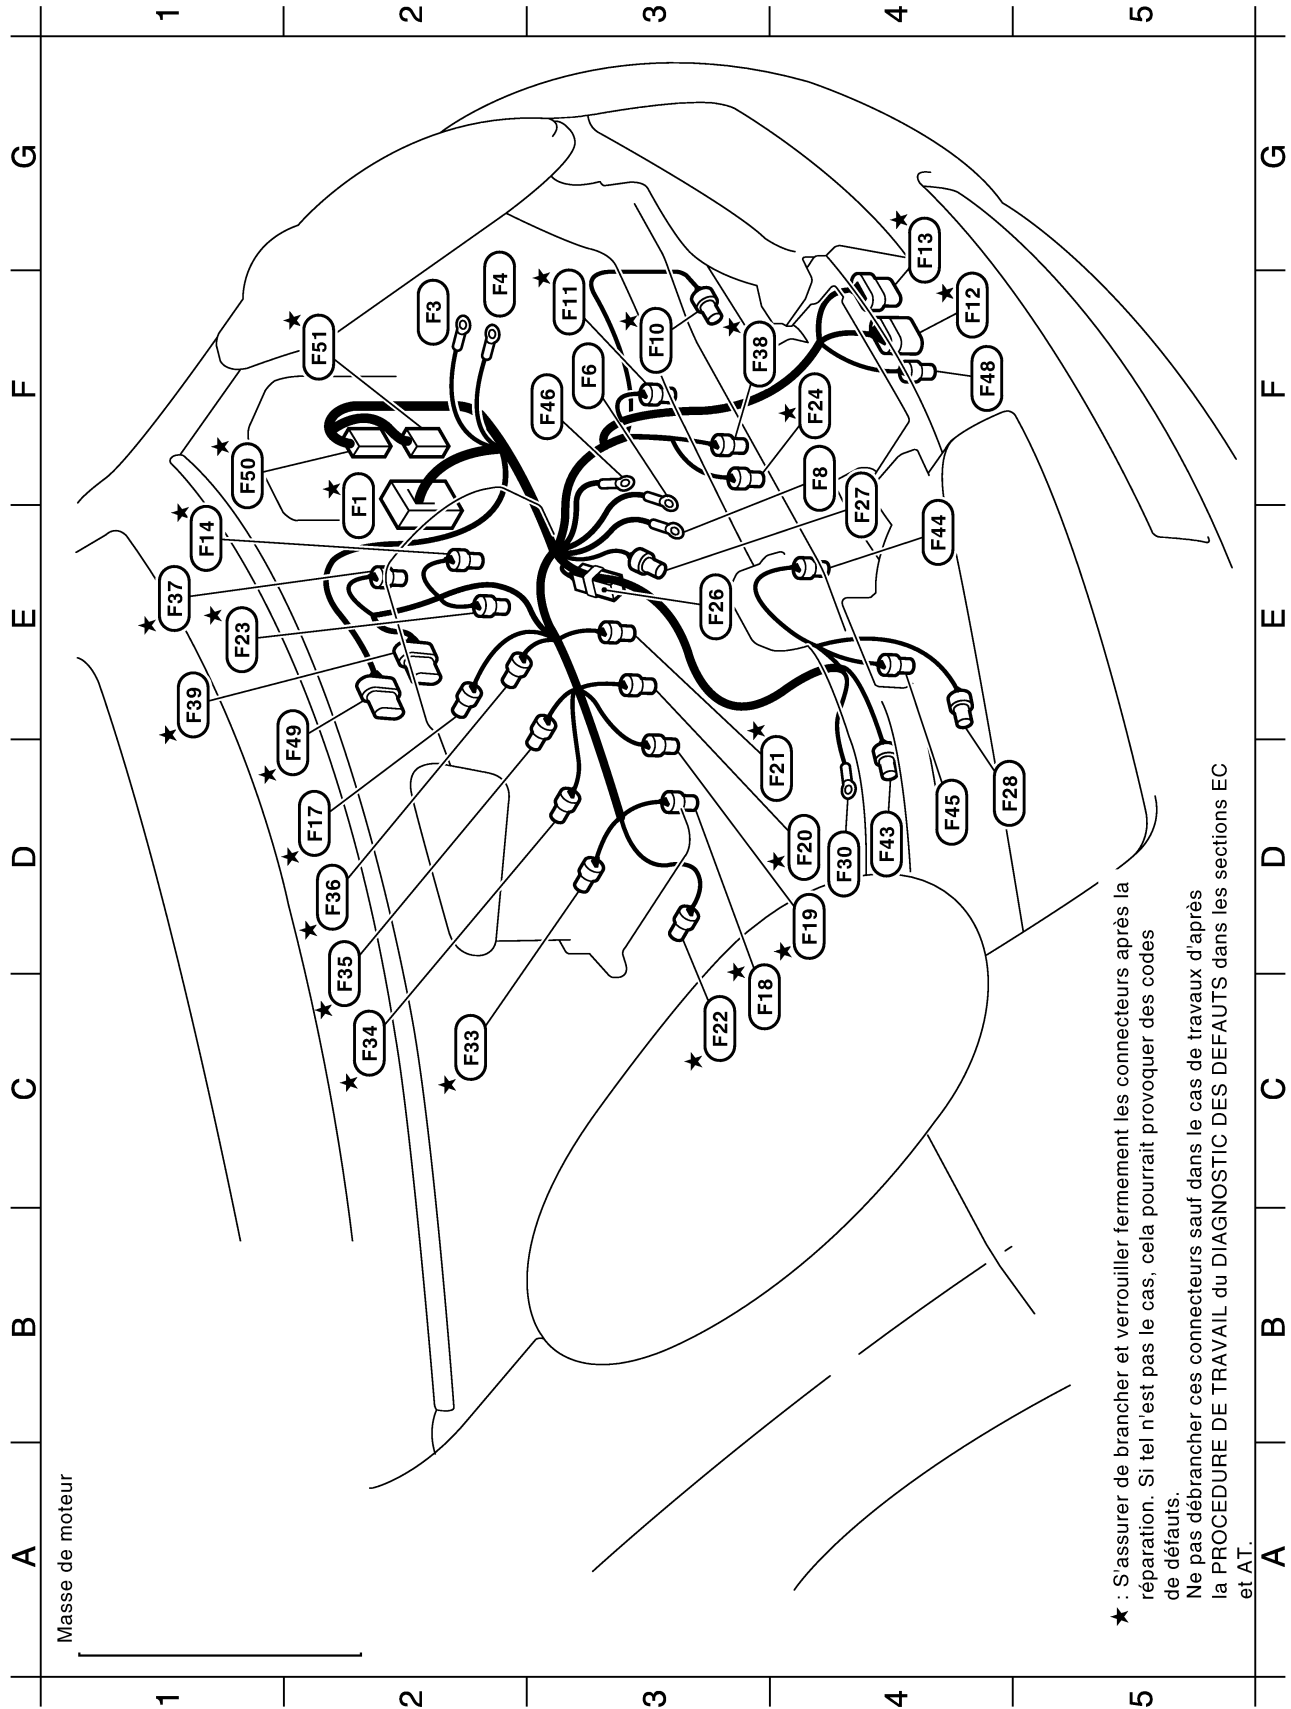 Masse de moteur
1
2
3
4
5
G
F
E
D
C
B
A
G
F
E
D
C
B
A
1
2
3
4
5
★ F51
F3
F4
★ F11
★ F10
★ F13
★ F12
★ F38
F48
F6
F46
★ F24
★ F50
★ F1
★ F14
F8
F27
F44
★ F37
★ F23
F26
★ F39
★ F49
★ F17
★ F36
★ F35
★ F34
★ F33
★ F21
★ F20
★ F19
★ F18
★ F22
F30
F43
F45
F28
★ : S'assurer de brancher et verrouiller fermement les connecteurs après la
réparation. Si tel n'est pas le cas, cela pourrait provoquer des codes
de défauts.
Ne pas débrancher ces connecteurs sauf dans le cas de travaux d'après
la PROCEDURE DE TRAVAIL du DIAGNOSTIC DES DEFAUTS dans les sections EC
et AT.